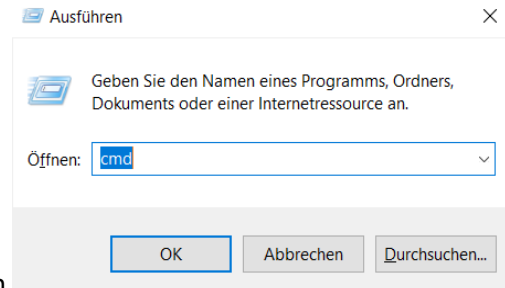 Ausführen
Geben Sie den Namen eines Programms, Ordners,
Dokuments oder einer Internetressource an.
Öffnen: cmd
OK Abbrechen Durchsuchen...